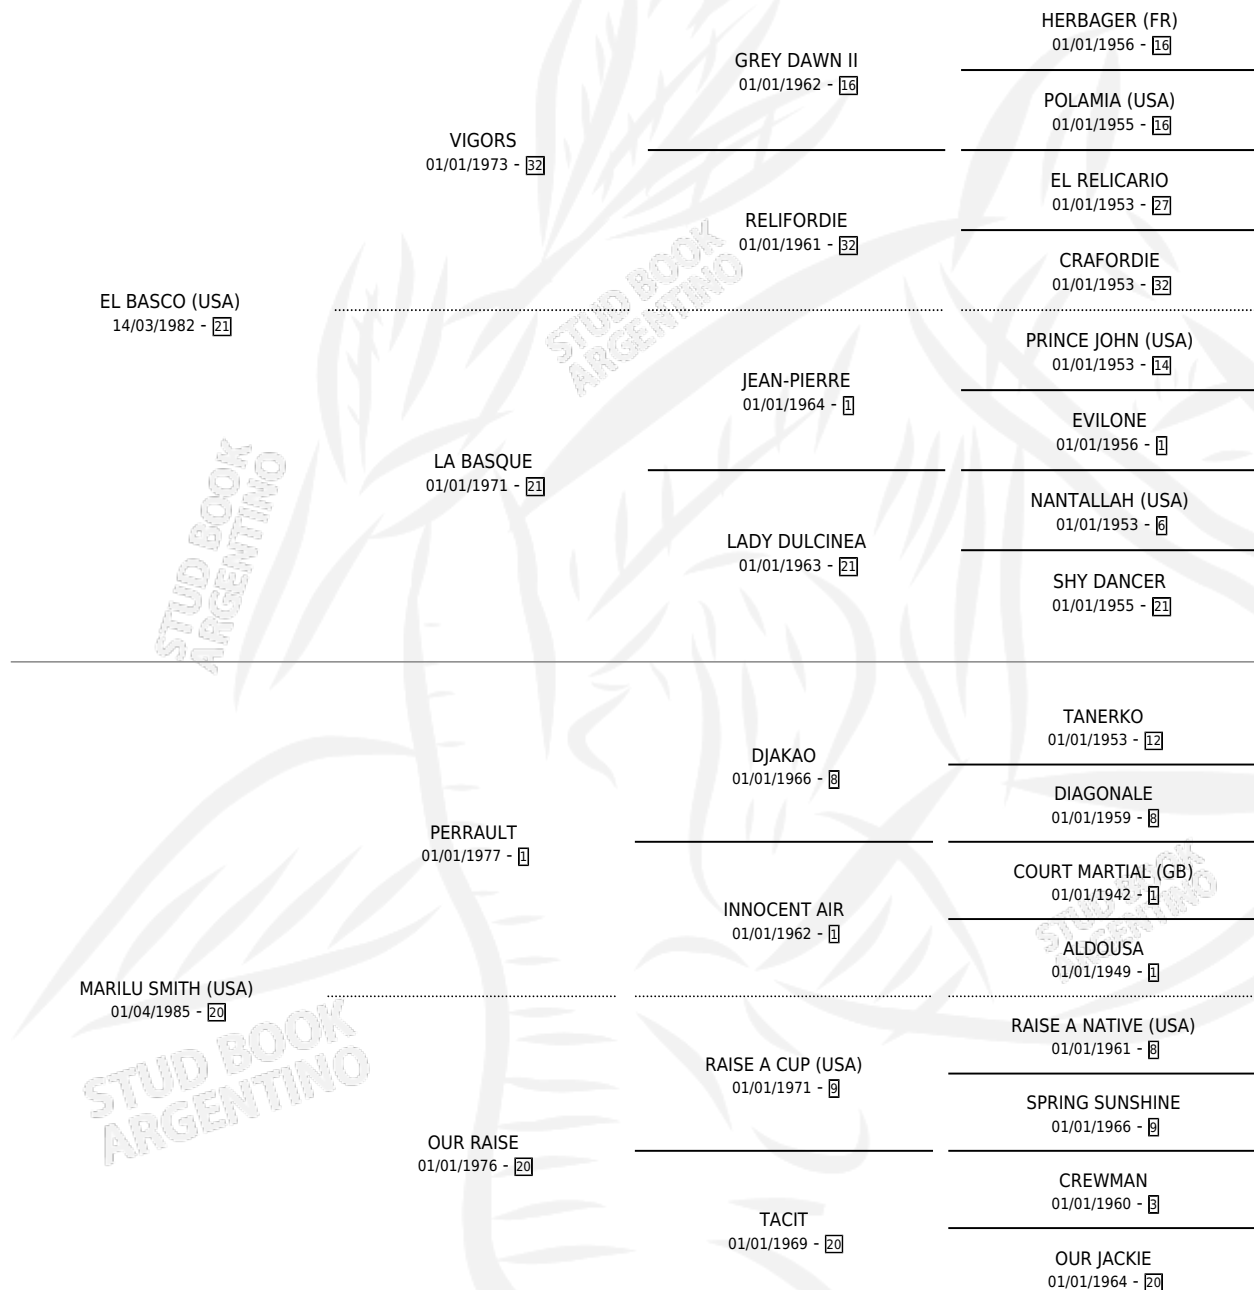 HERBAGER (FR)
01/01/1956 - 16
GREY DAWN II
01/01/1962 - 16
POLAMIA (USA)
01/01/1955 - 16
VIGORS
01/01/1973 - 32
EL RELICARIO
01/01/1953 - 27
RELIFORDIE
01/01/1961 - 32
CRAFORDIE
01/01/1953 - 32
EL BASCO (USA)
14/03/1982 - 21
STUD BOOK
ARGENTINO
PRINCE JOHN (USA)
01/01/1953 - 14
JEAN-PIERRE
01/01/1964 - 1
EVILONE
01/01/1956 - 1
LA BASQUE
01/01/1971 - 21
NANTALLAH (USA)
01/01/1953 - 6
LADY DULCINEA
01/01/1963 - 21
SHY DANCER
01/01/1955 - 21
STUD BOOK
ARGENTINO
TANERKO
01/01/1953 - 12
DJAKAO
01/01/1966 - 8
DIAGONALE
01/01/1959 - 8
PERRAULT
01/01/1977 - 1
COURT MARTIAL (GB)
01/01/1942 - 1
INNOCENT AIR
01/01/1962 - 1
ALDOUSA
01/01/1949 - 1
STUD BOOK
ARGENTINO
MARILU SMITH (USA)
01/04/1985 - 20
RAISE A NATIVE (USA)
01/01/1961 - 8
RAISE A CUP (USA)
01/01/1971 - 9
SPRING SUNSHINE
01/01/1966 - 9
STUD BOOK
ARGENTINO
OUR RAISE
01/01/1976 - 20
CREWMAN
01/01/1960 - 3
TACIT
01/01/1969 - 20
OUR JACKIE
01/01/1964 - 20